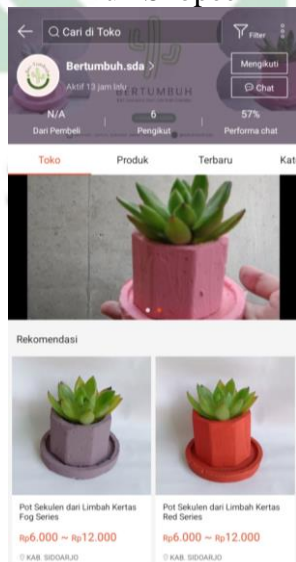 Cari di Toko
Filter
Bertumbuh.sda >
Mengikuti
Aktif 13 jam lalu
Chat
BERTUMBUH
N/A
6
57%
Dari Pembeli
Pengikut
Performa chat
Toko
Produk
Terbaru
Kat
Rekomendasi
Pot Sekulen dari Limbah Kertas
Fog Series
Rp6.000 ~ Rp12.000
KAB. SIDOARJO
Pot Sekulen dari Limbah Kertas
Red Series
Rp6.000 ~ Rp12.000
KAB. SIDOARJO